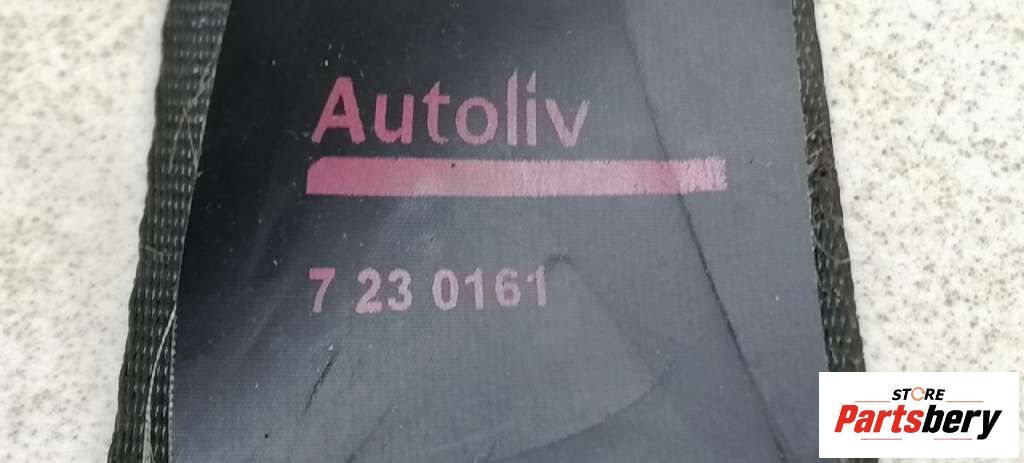 Autoliv
7 23 0161
STORE
Partsbery